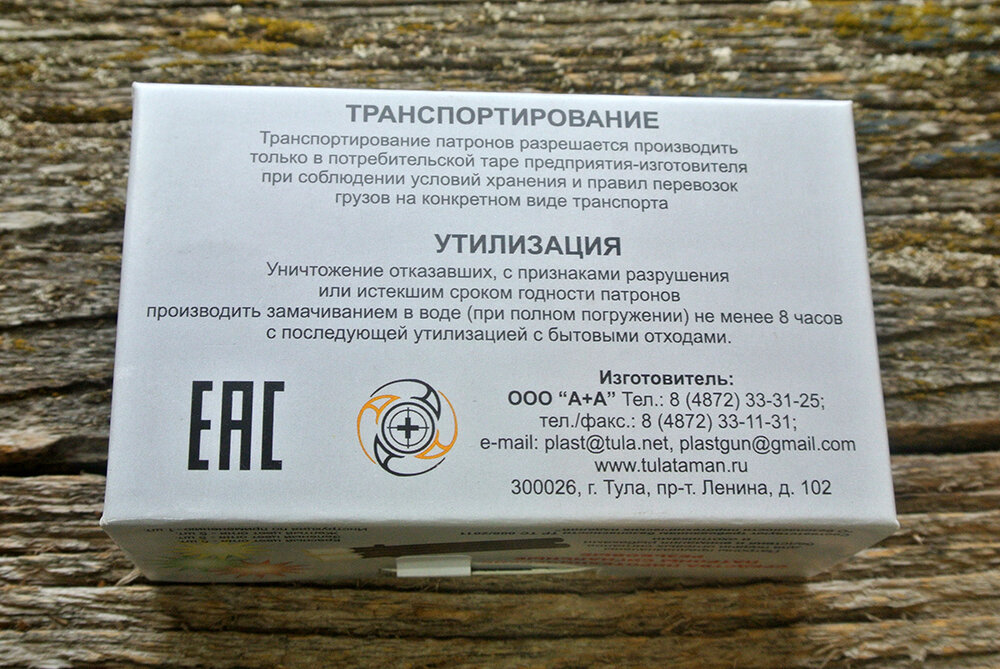 ТРАНСПОРТИРОВАНИЕ
Транспортирование патронов разрешается производить
только в потребительской таре предприятия-изготовителя
при соблюдении условий хранения и правил перевозок
грузов на конкретном виде транспорта
УТИЛИЗАЦИЯ
Уничтожение отказавших, с признаками разрушения
или истекшим сроком годности патронов
производить замачиванием в воде (при полном погружении) не менее 8 часов
с последующей утилизацией с бытовыми отходами.
EAC
Изготовитель:
ООО “А+А” Тел.: 8 (4872) 33-31-25;
тел./факс.: 8 (4872) 33-11-31;
e-mail: plast@tula.net, plastgun@gmail.com
www.tulataman.ru
300026, г. Тула, пр-т. Ленина, д. 102